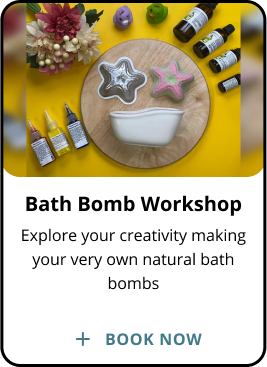 Bath Bomb Workshop
Explore your creativity making
your very own natural bath
bombs
+ BOOK NOW